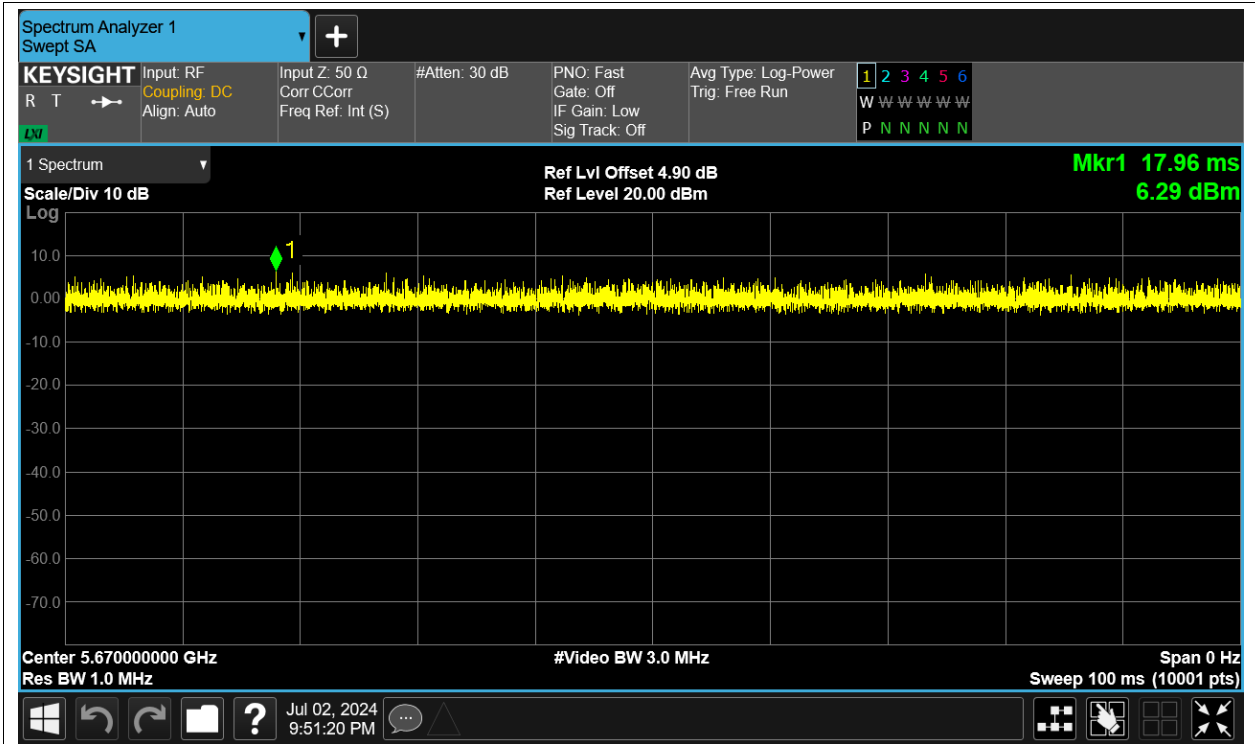 Spectrum Analyzer 1
Swept SA
KEYSIGHT
R T
LXI
Input: RF
Coupling: DC
Align: Auto
Input Z: 50 Ω
Corr CCorr
Freq Ref: Int (S)
#Atten: 30 dB
PNO: Fast
Gate: Off
IF Gain: Low
Sig Track: Off
Avg Type: Log-Power
Trig: Free Run
1 2 3 4 5 6
W W W W W W
P N N N N N
1 Spectrum
Scale/Div 10 dB
Log
Ref Lvl Offset 4.90 dB
Ref Level 20.00 dBm
Mkr1 17.96 ms
6.29 dBm
1
10.0
0.00
-10.0
-20.0
-30.0
-40.0
-50.0
-60.0
-70.0
Center 5.670000000 GHz
Res BW 1.0 MHz
#Video BW 3.0 MHz
Span 0 Hz
Sweep 100 ms (10001 pts)
?
Jul 02, 2024
9:51:20 PM